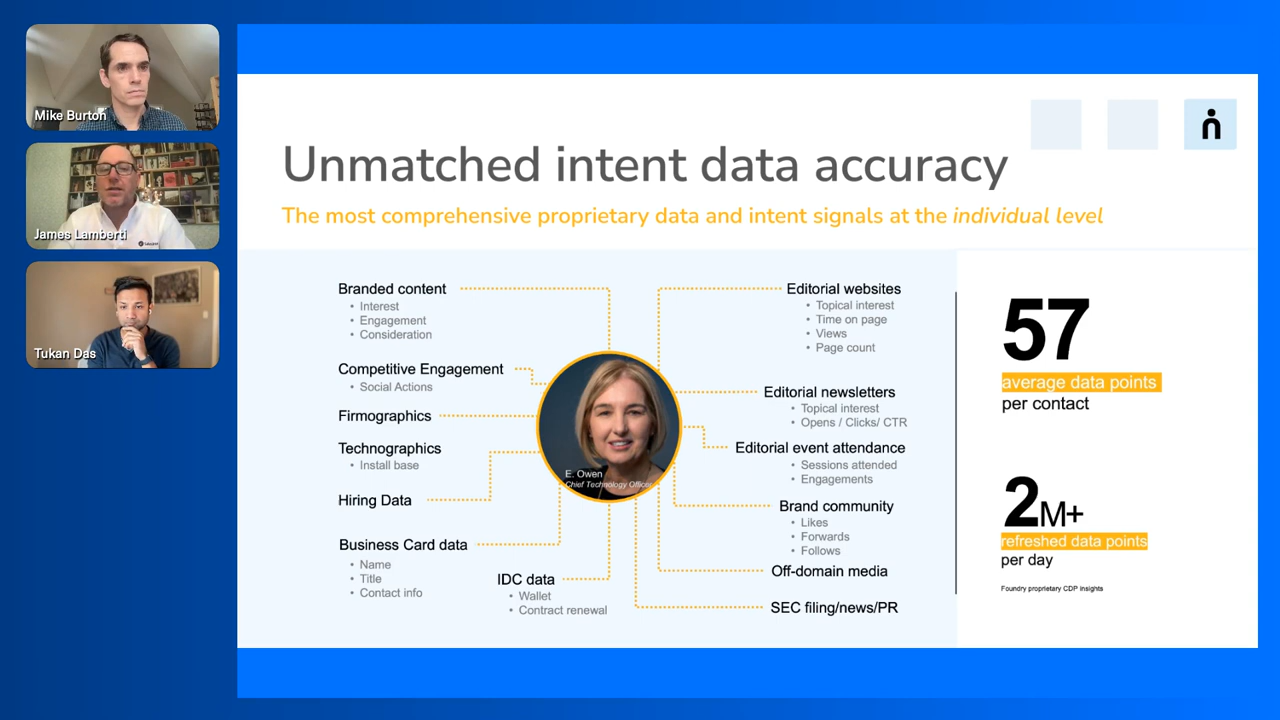 Mike Burton
James Lamberti
Tukan Das
Unmatched intent data accuracy
The most comprehensive proprietary data and intent signals at the individual level
Branded content
• Interest
• Engagement
• Consideration
Competitive Engagement
• Social Actions
Firmographics
Technographics
• Install base
Hiring Data
Business Card data
• Name
• Title
• Contact info
IDC data
• Wallet
• Contract renewal
E. Owen
Chief Technology Officer
Editorial websites
• Topical interest
• Time on page
• Views
• Page count
Editorial newsletters
• Topical interest
• Opens / Clicks/ CTR
Editorial event attendance
• Sessions attended
• Engagements
Brand community
• Likes
• Forwards
• Follows
Off-domain media
SEC filing/news/PR
57
average data points
per contact
2M+
refreshed data points
per day
Foundry proprietary CDP insights